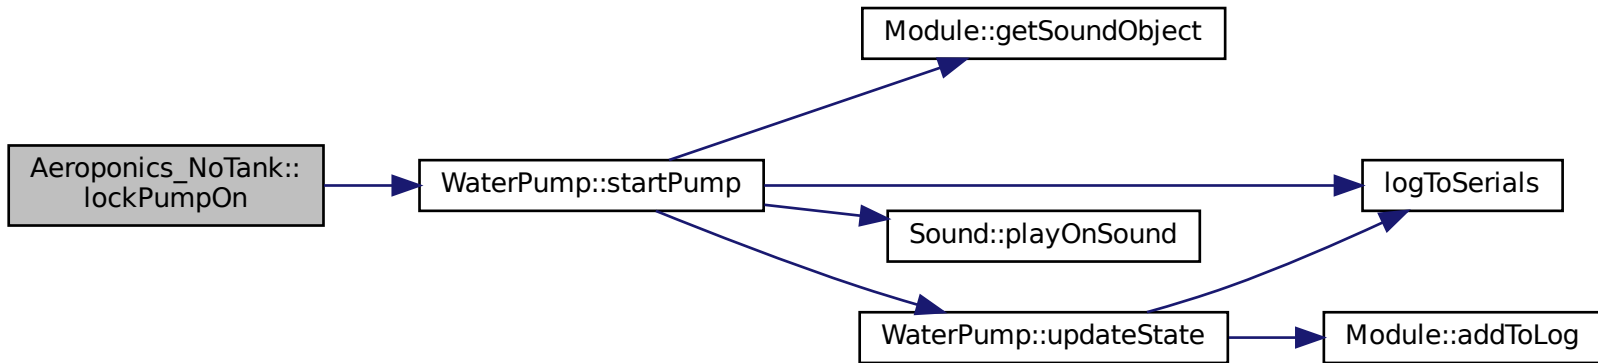 Module::getSoundObject
Aeroponics_NoTank::
lockPumpOn
WaterPump::startPump
logToSerials
Sound::playOnSound
WaterPump::updateState
Module::addToLog